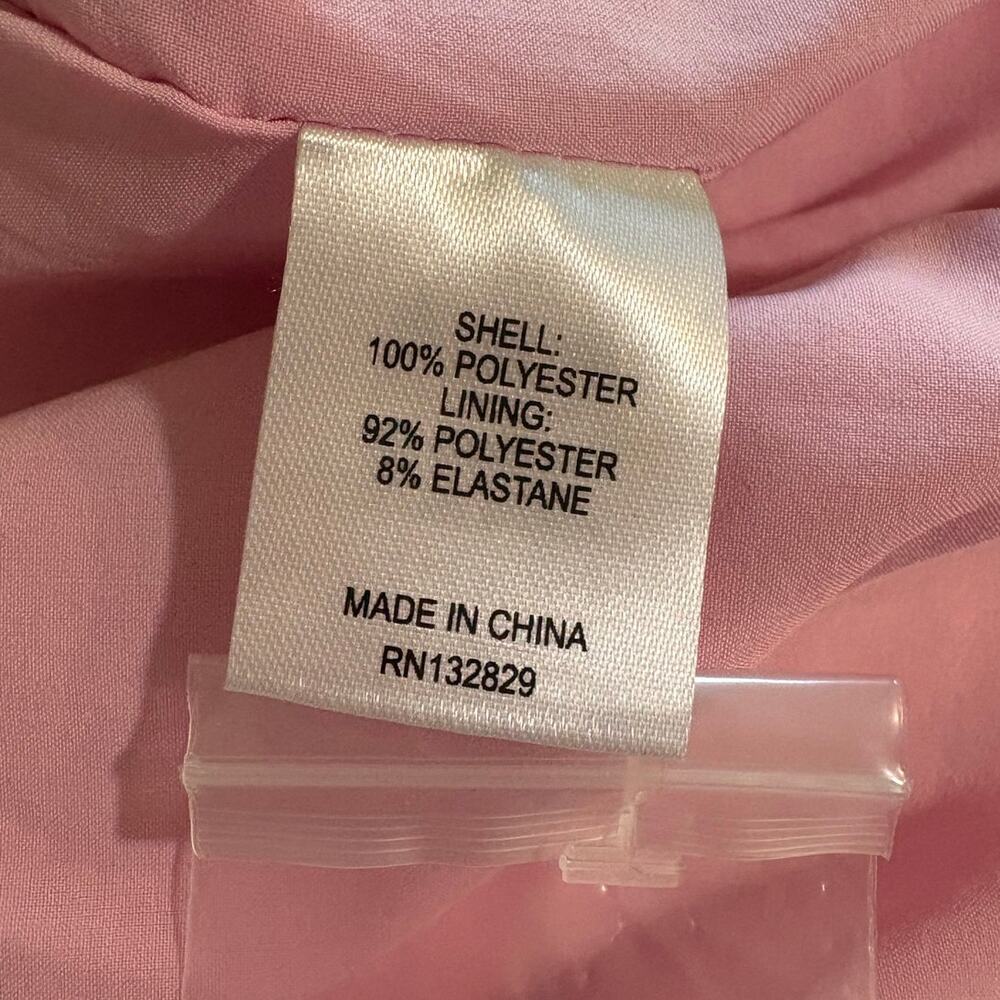 SHELL:
100% POLYESTER
LINING:
92% POLYESTER
8% ELASTANE
MADE IN CHINA
RN132829